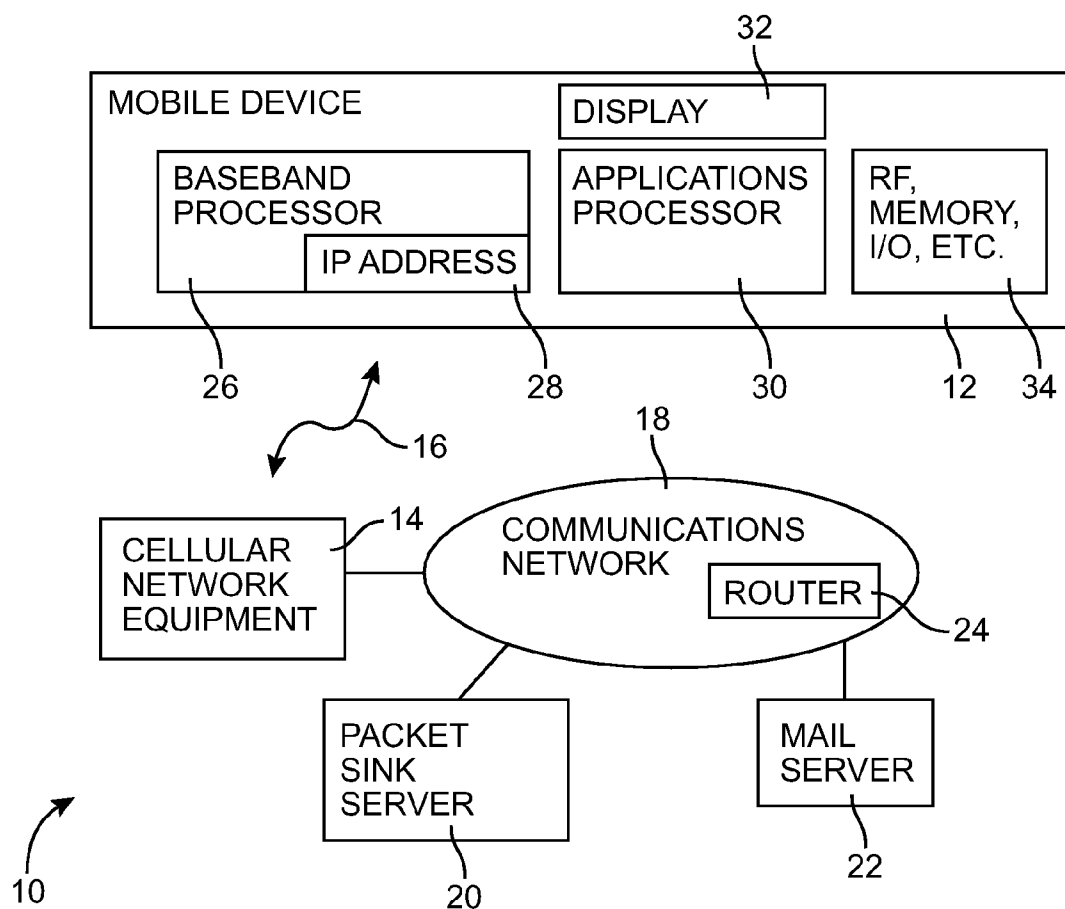 32
MOBILE DEVICE
DISPLAY
BASEBAND
PROCESSOR
IP ADDRESS
APPLICATIONS
PROCESSOR
RF,
MEMORY,
I/O, ETC.
26
28
30
12
34
16
18
14
CELLULAR
NETWORK
EQUIPMENT
COMMUNICATIONS
NETWORK
ROUTER
24
PACKET
SINK
SERVER
MAIL
SERVER
10
20
22